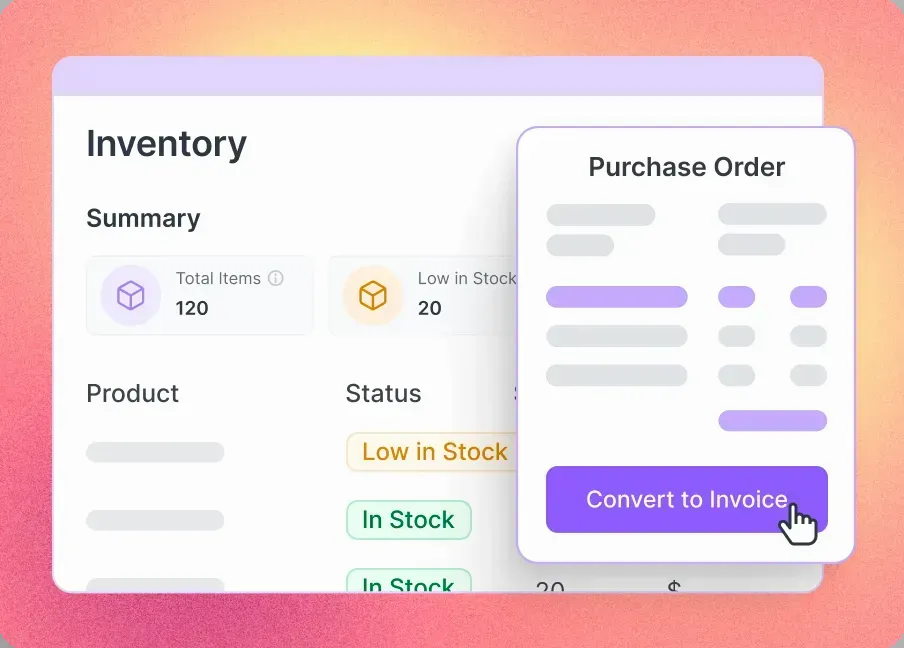 Inventory
Summary
Total Items
120
Low in Stock
20
Product
Status
Low in Stock
In Stock
In Stock
20
$
Purchase Order
Convert to Invoice